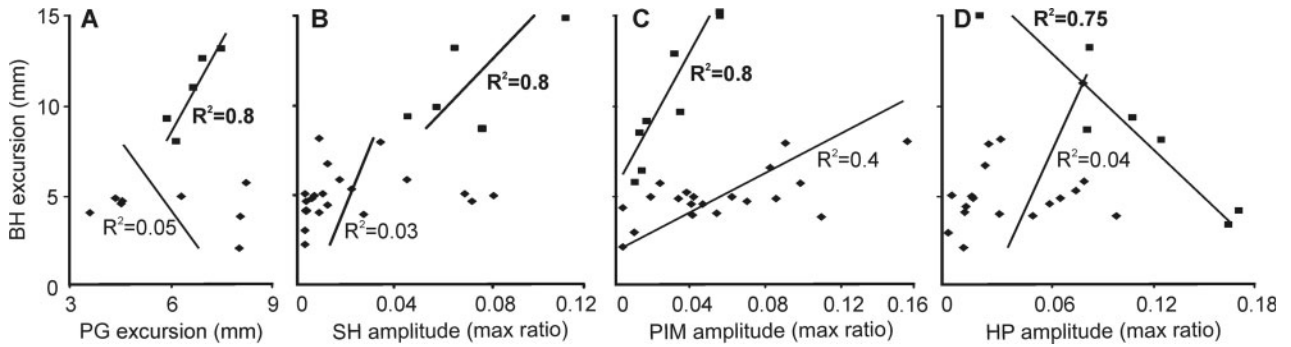 A
B
C
D
BH excursion (mm)
15
10
5
0
R²=0.8
R²=0.05
3
6
9
PG excursion (mm)
R²=0.8
R²=0.03
0
0.04
0.08
0.12
SH amplitude (max ratio)
R²=0.8
R²=0.4
0
0.04
0.08
0.12
0.16
PIM amplitude (max ratio)
R²=0.75
R²=0.04
0
0.06
0.12
0.18
HP amplitude (max ratio)